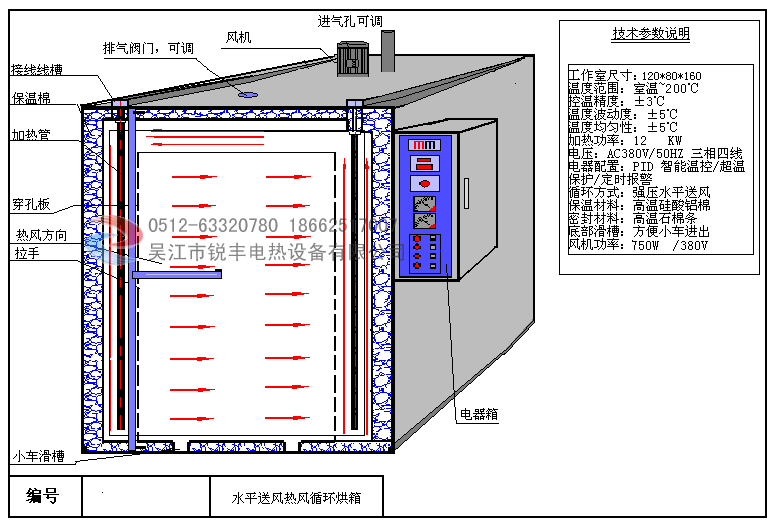 进气孔可调
风机
排气阀门，可调
接线线槽
保温棉
加热管
穿孔板
热风方向
拉手
小车滑槽
电器箱
0512-63320780
吴江市锐丰电热设备有限公司
技术参数说明
工作室尺寸：120*80*160
温度范围：室温~200℃
控温精度：±3℃
温度波动度：±5℃
温度均匀性：±5℃
加热功率：12 KW
电压：AC380V/50HZ 三相四线
电器配置：PID 智能温控/超温
保护/定时报警
循环方式：强压水平送风
保温材料：高温硅酸铝棉
密封材料：高温石棉条
底部滑槽：方便小车进出
风机功率：750W /380V
编号
水平送风热风循环烘箱